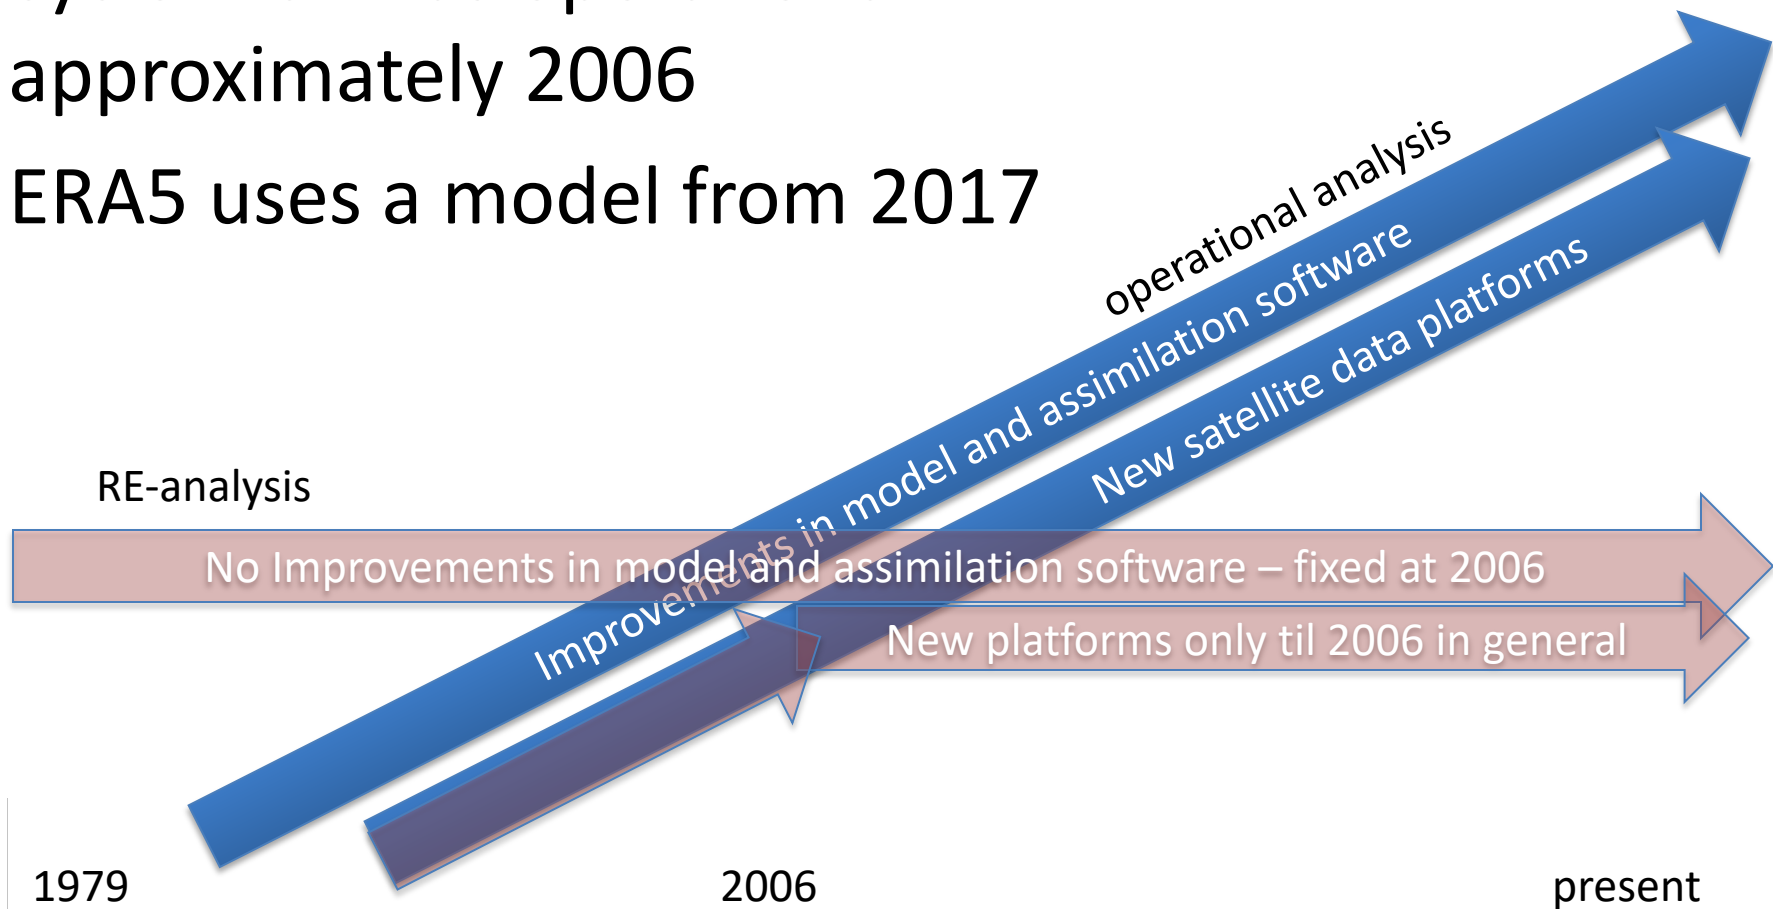 approximately 2006
ERA5 uses a model from 2017
operational analysis
Improvements in model and assimilation software
New satellite data platforms
RE-analysis
No Improvements in model and assimilation software – fixed at 2006
New platforms only til 2006 in general
1979
2006
present